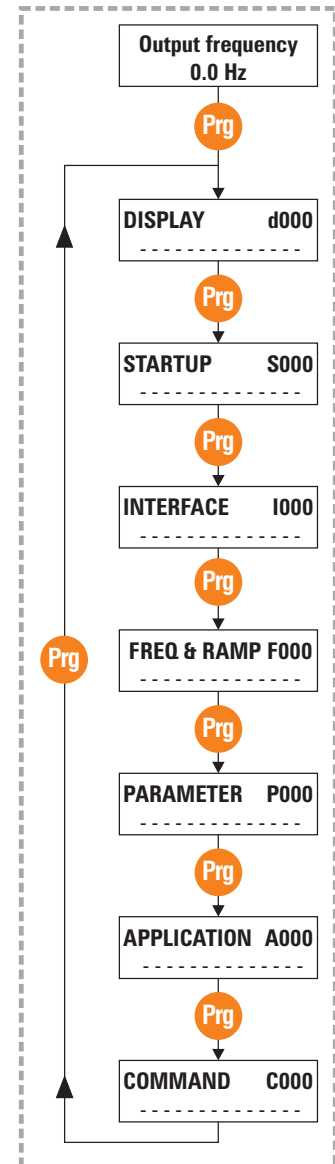 Output frequency
0.0 Hz
Prg
DISPLAY d000
- - - - - - - - - - - - - -
Prg
STARTUP S000
- - - - - - - - - - - - - -
Prg
INTERFACE I000
- - - - - - - - - - - - - -
Prg
FREQ & RAMP F000
- - - - - - - - - - - - - -
Prg
Prg
PARAMETER P000
- - - - - - - - - - - - - -
Prg
APPLICATION A000
- - - - - - - - - - - - - -
Prg
COMMAND C000
- - - - - - - - - - - - - -